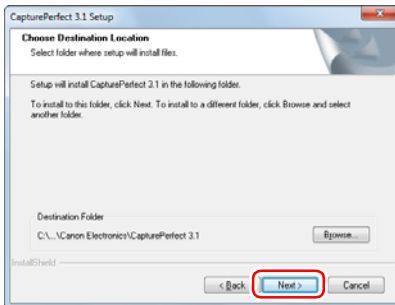 CapturePerfect 3.1 Setup
Choose Destination Location
Select folder where setup will install files.
Setup will install CapturePerfect 3.1 in the following folder.
To install to this folder, click Next. To install to a different folder, click Browse and select
another folder.
Destination Folder
C:\...\Canon Electronics\CapturePerfect 3.1
Browse...
InstallShield
< Back
Next >
Cancel